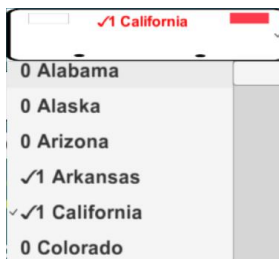 ✓1 California
0 Alabama
0 Alaska
0 Arizona
✓1 Arkansas
✓1 California
0 Colorado